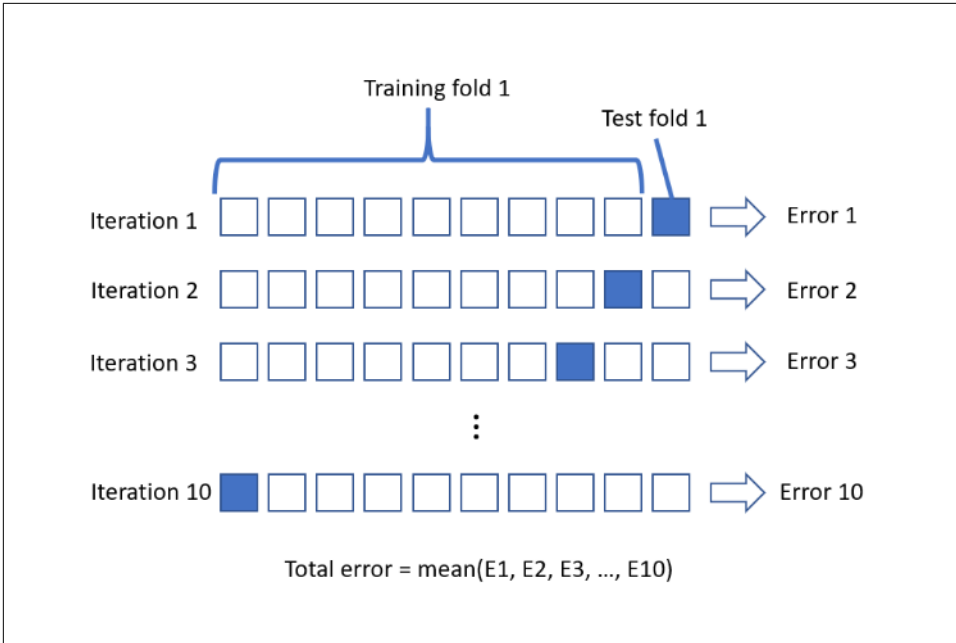 Training fold 1
Test fold 1
Iteration 1
Error 1
Iteration 2
Error 2
Iteration 3
Error 3
⋮
Iteration 10
Error 10
Total error = mean(E1, E2, E3, ..., E10)